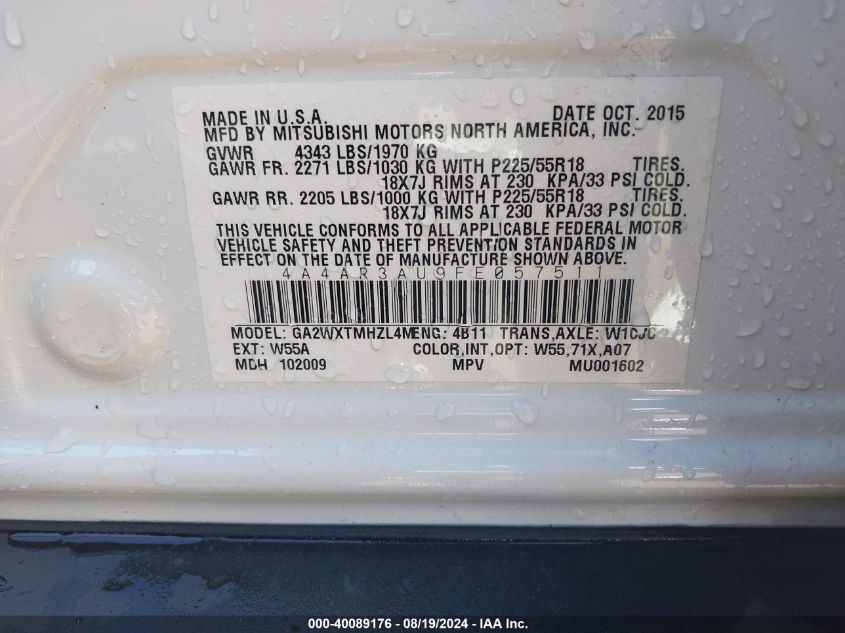 MADE IN U.S.A. DATE OCT. 2015
MFD BY MITSUBISHI MOTORS NORTH AMERICA, INC.
GVWR 4343 LBS/1970 KG
GAWR FR. 2271 LBS/1030 KG WITH P225/55R18 TIRES.
18X7J RIMS AT 230 KPA/33 PSI COLD.
GAWR RR. 2205 LBS/1000 KG WITH P225/55R18 TIRES.
18X7J RIMS AT 230 KPA/33 PSI COLD.
THIS VEHICLE CONFORMS TO ALL APPLICABLE FEDERAL MOTOR
VEHICLE SAFETY AND THEFT PREVENTION STANDARDS IN
EFFECT ON THE DATE OF MANUFACTURE SHOWN ABOVE.
4A4AR3AU9FE057511
MODEL: GA2WXTMHZL4M ENG: 4B11 TRANS,AXLE: W1CJC
EXT: W55A COLOR,INT,OPT: W55,71X,A07
MDH 102009 MPV MU001602
000-40089176 - 08/19/2024 - IAA Inc.